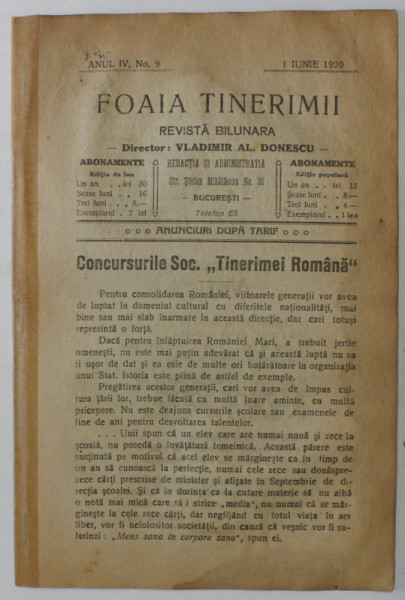 ANUL IV, No. 9
1 IUNIE 1920
FOAIA TINERIMII
REVISTĂ BILUNARA
— Director: VLADIMIR AL. DONESCU —
ABONAMENTE
Ediţie de lux
Un an . . lei 30
Şease luni . „ 16
Trei luni . . „ 8.—
Exemplarul . 2 lei
REDACŢIA ŞI ADMINISTRATIA
Str. Ştefan Mihăileanu No. 20
— BUCUREŞTI —
Telefon 65
ABONAMENTE
Ediţie populară
Un an . . lei 15
Şease luni . „ 8.—
Trei luni . „ 4.—
Exemplarul . . 1 leu
o o o ANUNCIURI DUPĂ TARIF o o o
Concursurile Soc. „Tinerimei Română“
Pentru consolidarea României, viitoarele generaţii vor avea
de luptat în domeniul cultural cu diferitele naţionalităţi, mai
bine sau mai slab înarmate în această direcţie, dar cari totuşi
reprezintă o forţă.
Dacă pentru înfăptuirea României Mari, a trebuit jertfe
omeneşti, nu este mai puţin adevărat că şi această luptă nu va
fi uşor de dat şi ea este de multe ori hotărâtoare în organizaţia
unui Stat. Istoria este plină de astfel de exemple.
Pregătirea acestor generaţii, cari vor avea de impus cul-
tura ţării lor, trebue făcută cu multă luare aminte, cu multă
pricepere. Nu este deajuns cursurile şcolare sau examenele de
fine de ani pentru desvoltarea talentelor.
. . . Unii spun că un elev care are numai nouă şi zece la
şcoală, nu posedă o învăţătură temeinică. Această părere este
susţinută pe motivul că acel elev se mărgineşte ca în timp de
un an să cunoască la perfecţie, numai cele zece sau douăspre-
zece cărţi prescrise de minister şi afişate în Septembrie de di-
recţia şcoalei. Şi că în dorinţa ca la cutare materie să nu aibă
o notă mai mică care să-i strice „media“, nu numai că se măr-
gineşte la cele zece cărţi, dar neglijând cu totul viaţa în aer
liber, vor fi nefolositor societăţii, din cauză că veşnic vor fi su-
ferinzi : „Mens sana in corpore sano“, spun ei.